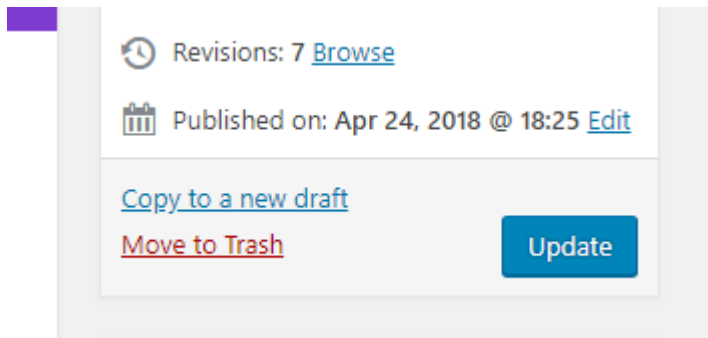 Revisions: 7 Browse
Published on: Apr 24, 2018 @ 18:25 Edit
Copy to a new draft
Move to Trash
Update